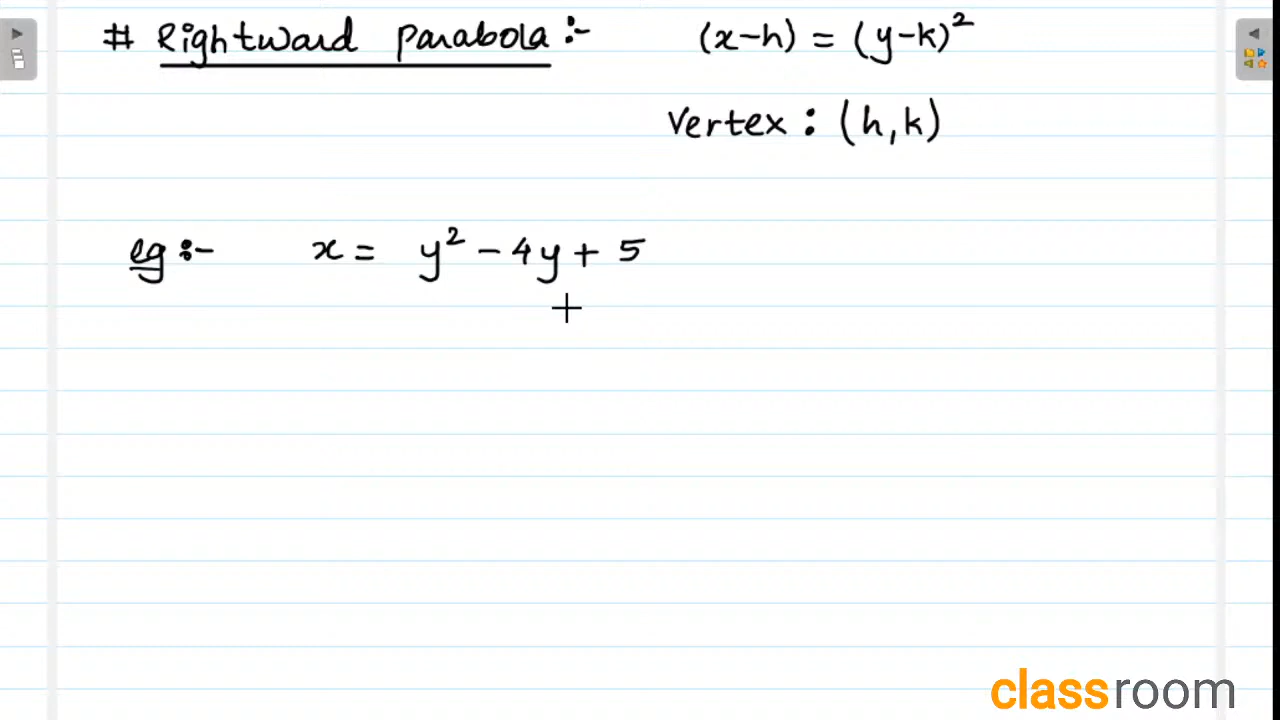 # Rightward parabola :- (x-h) = (y-k)²
Vertex : (h,k)
eg :- x = y² - 4y + 5
classroom